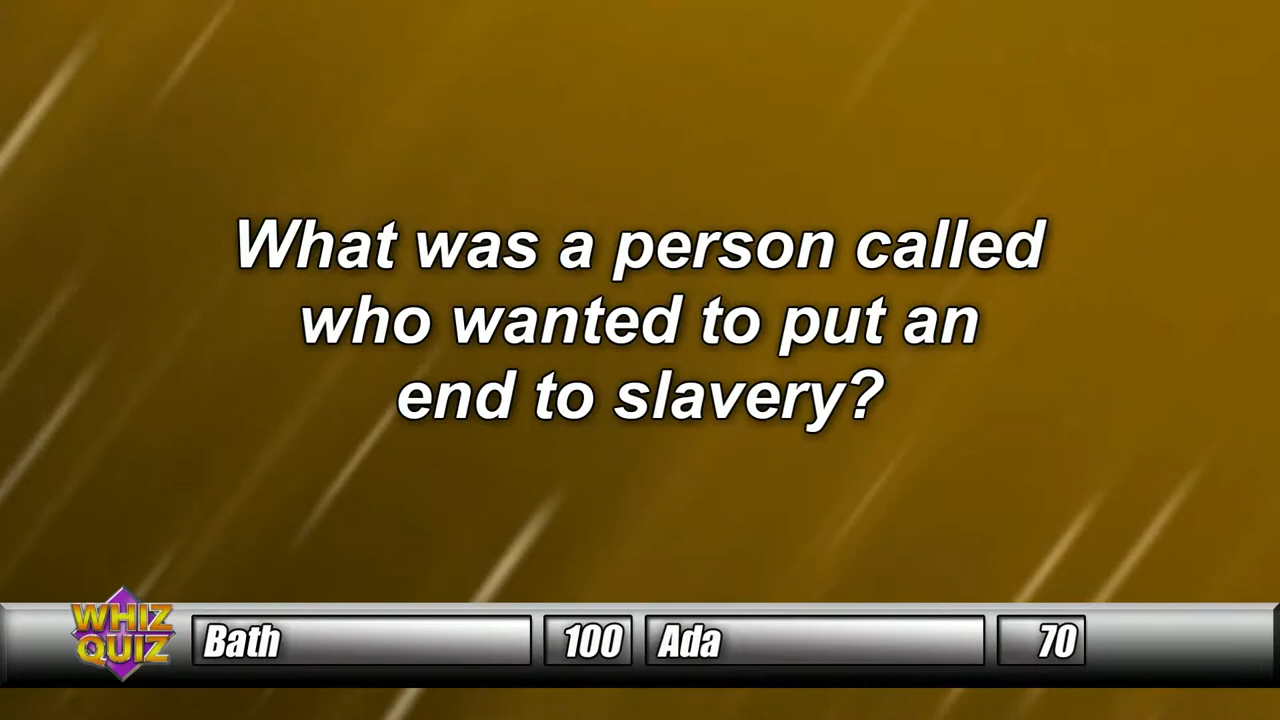 What was a person called
who wanted to put an
end to slavery?
WHIZ
QUIZ
Bath 100 Ada 70